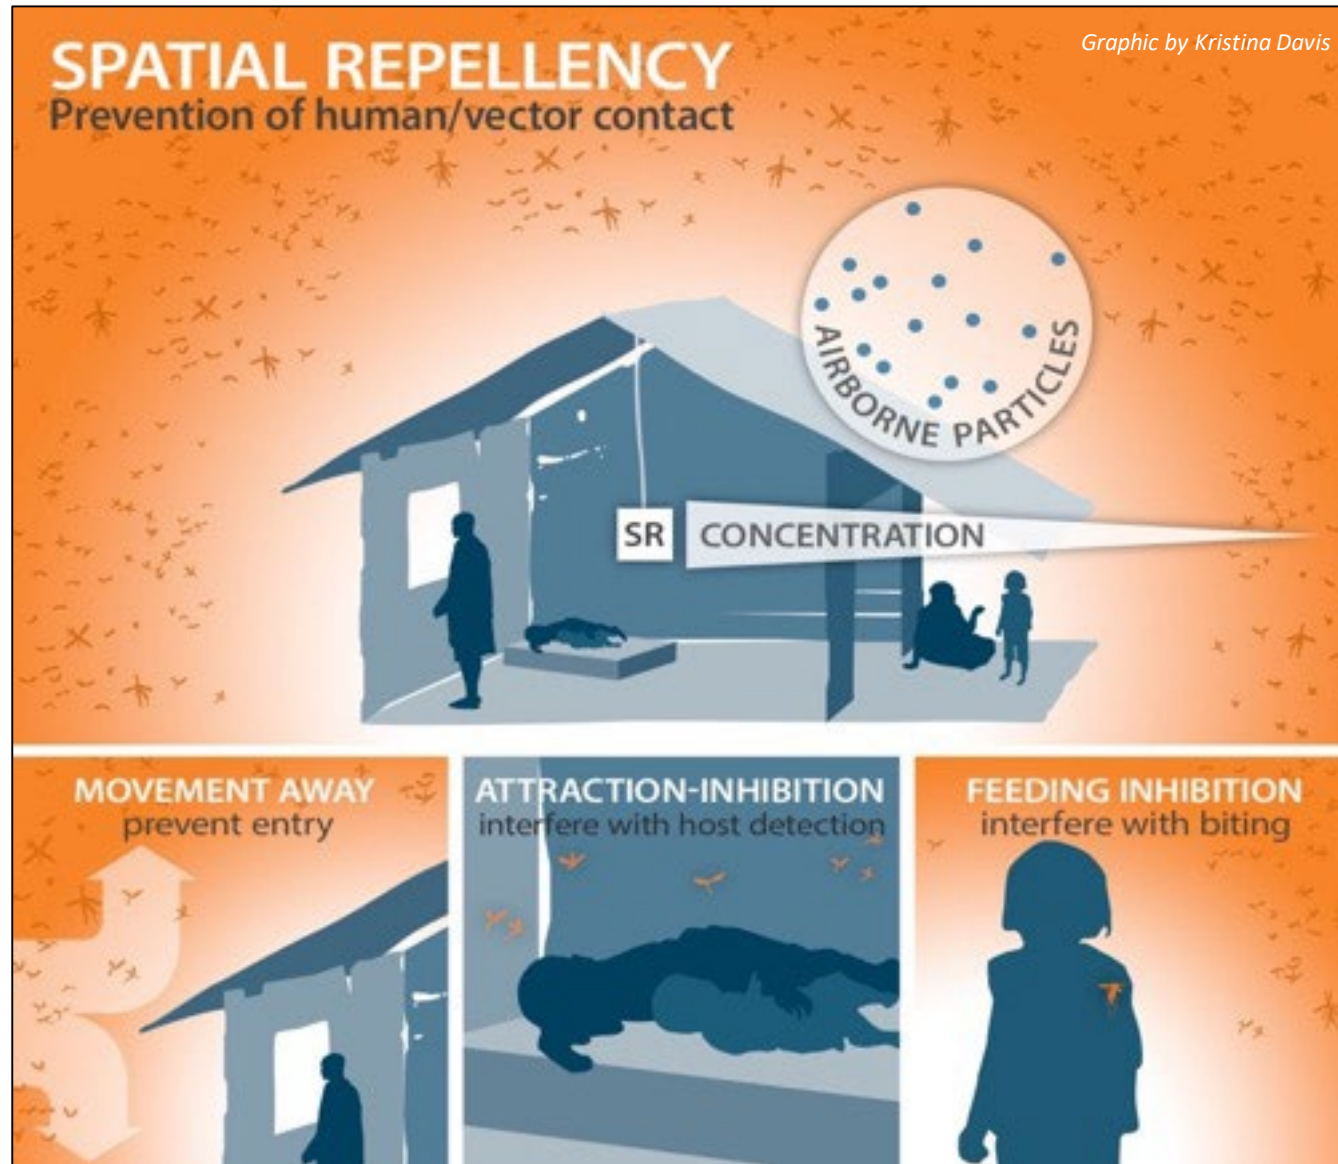 Graphic by Kristina Davis
SPATIAL REPELLENCY
Prevention of human/vector contact
AIRBORNE PARTICLES
SR
CONCENTRATION
MOVEMENT AWAY
prevent entry
ATTRACTION-INHIBITION
interfere with host detection
FEEDING INHIBITION
interfere with biting